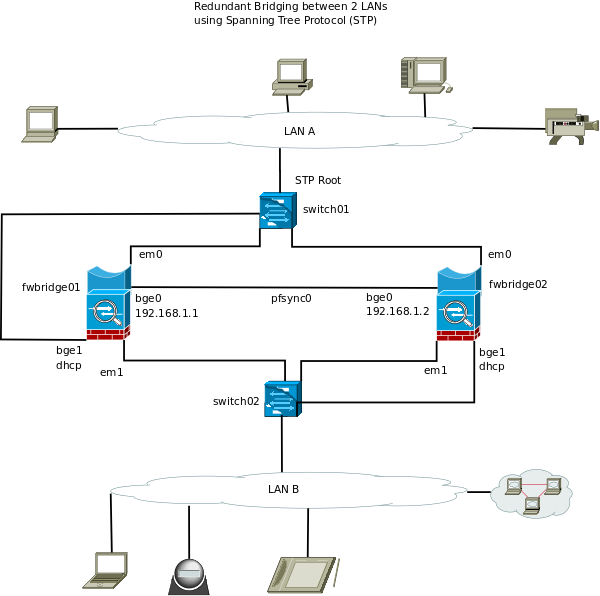 Redundant Bridging between 2 LANs
using Spanning Tree Protocol (STP)
LAN A
STP Root
switch01
em0
em0
fwbridge01
fwbridge02
bge0
192.168.1.1
pfsync0
bge0
192.168.1.2
bge1
dhcp
em1
em1
bge1
dhcp
switch02
LAN B